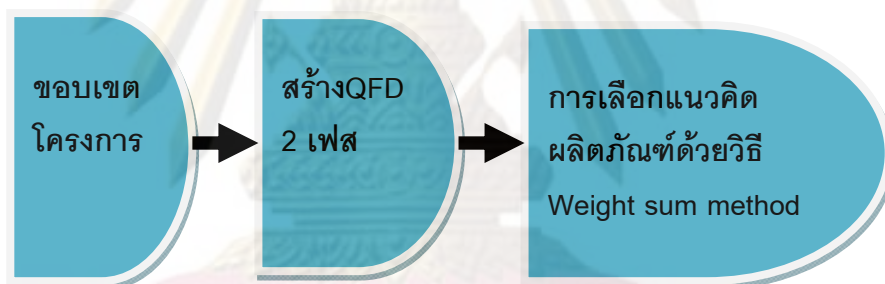 ขอบเขต
โครงการ
สร้างQFD
2 เฟส
การเลือกแนวคิด
ผลิตภัณฑ์ด้วยวิธี
Weight sum method